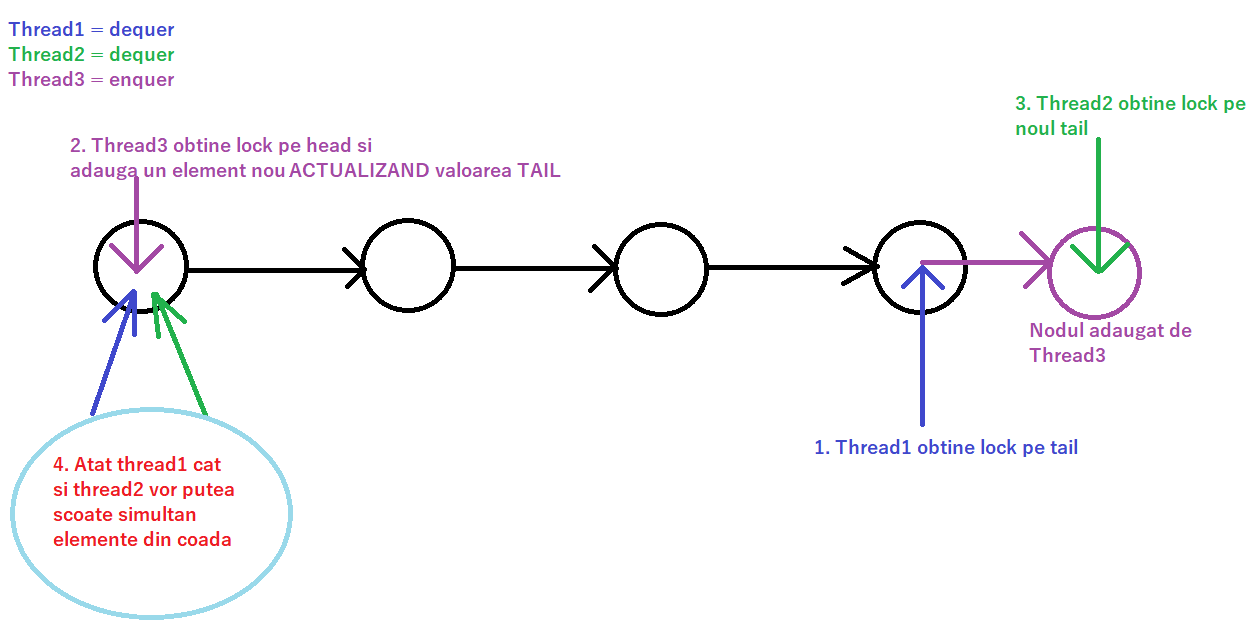 Thread1 = dequer
Thread2 = dequer
Thread3 = enquer
2. Thread3 obtine lock pe head si
adauga un element nou ACTUALIZAND valoarea TAIL
3. Thread2 obtine lock pe
noul tail
Nodul adaugat de
Thread3
1. Thread1 obtine lock pe tail
4. Atat thread1 cat
si thread2 vor putea
scoate simultan
elemente din coada